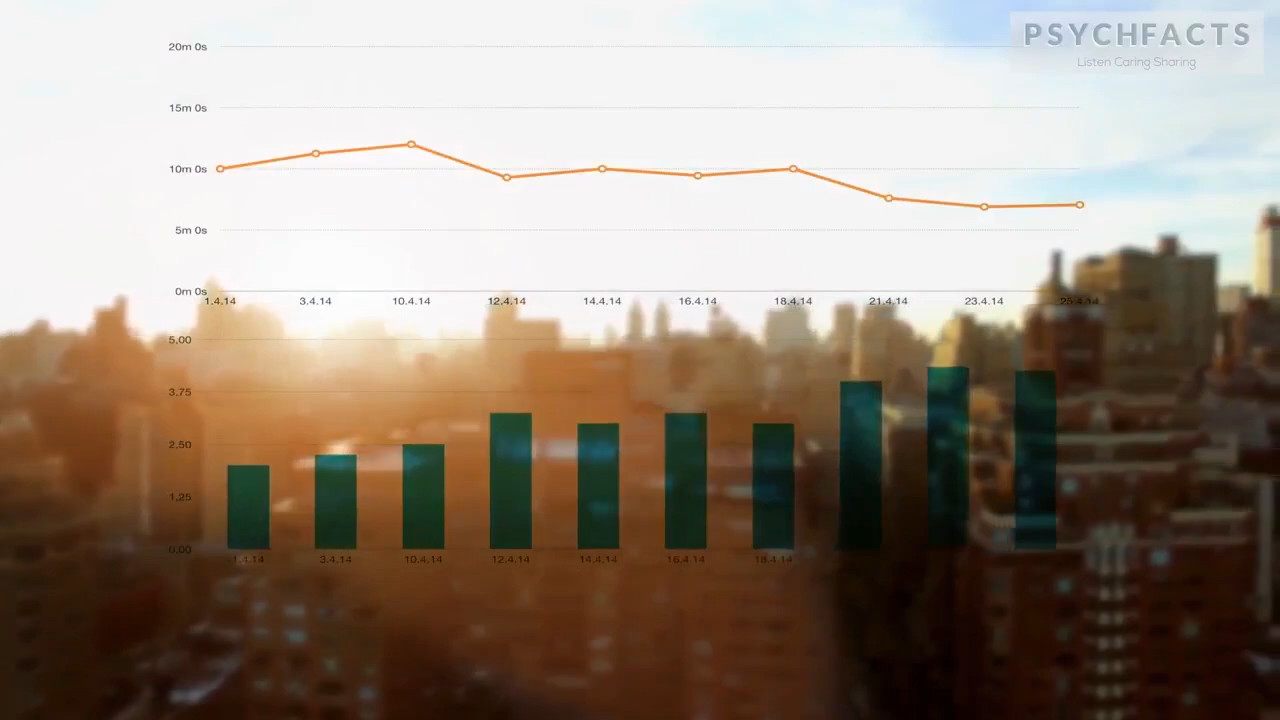 PSYCHFACTS
Listen Caring Sharing
20m 0s
15m 0s
10m 0s
5m 0s
0m 0s
1.4.14 3.4.14 10.4.14 12.4.14 14.4.14 16.4.14 18.4.14 21.4.14 23.4.14 25.4.14
5,00
3,75
2,50
1,25
0,00
1.4.14 3.4.14 10.4.14 12.4.14 14.4.14 16.4.14 18.4.14